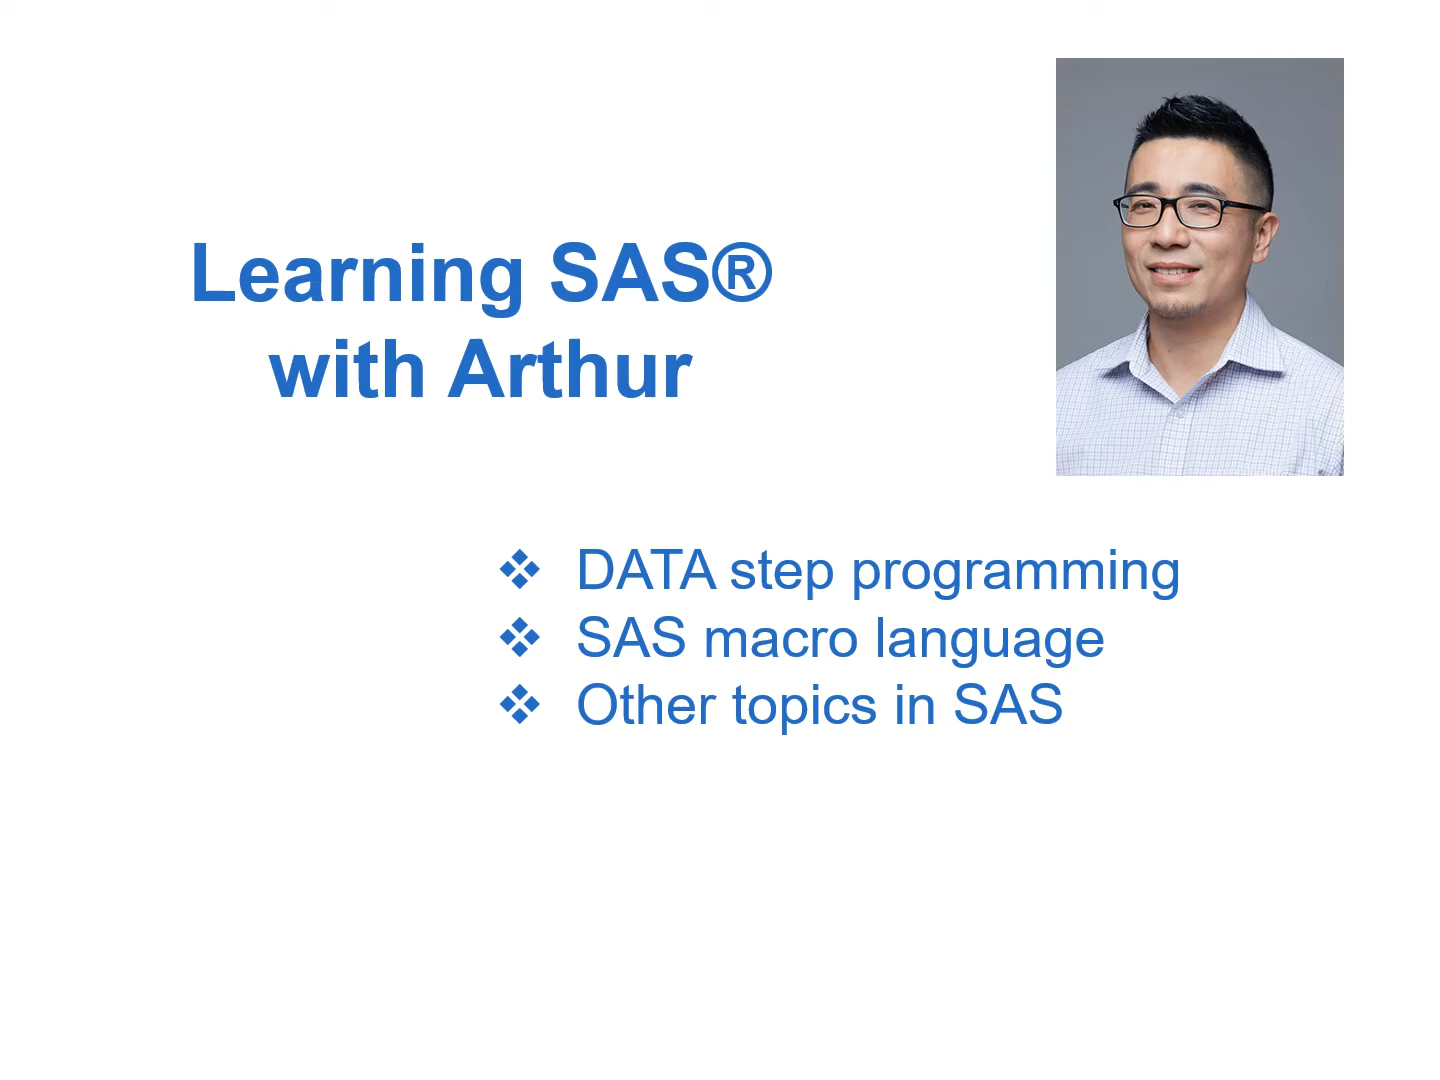 Learning SAS®
with Arthur
❖ DATA step programming
❖ SAS macro language
❖ Other topics in SAS